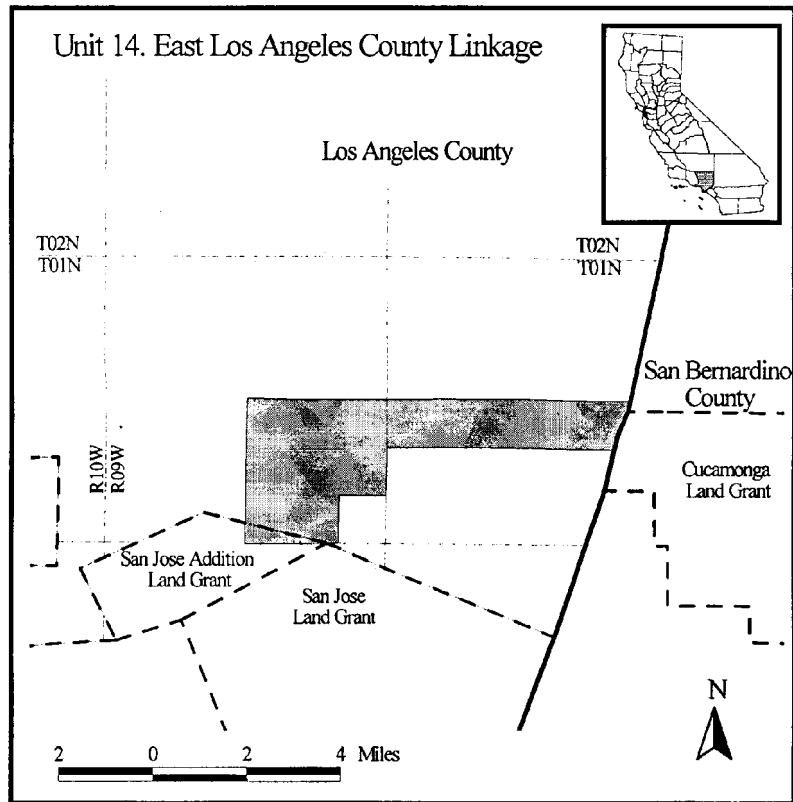 Unit 14. East Los Angeles County Linkage
Los Angeles County
T02N
T01N
T02N
T01N
San Bernardino
County
R10W
R09W
Cucamonga
Land Grant
San Jose Addition
Land Grant
San Jose
Land Grant
N
2 0 2 4 Miles